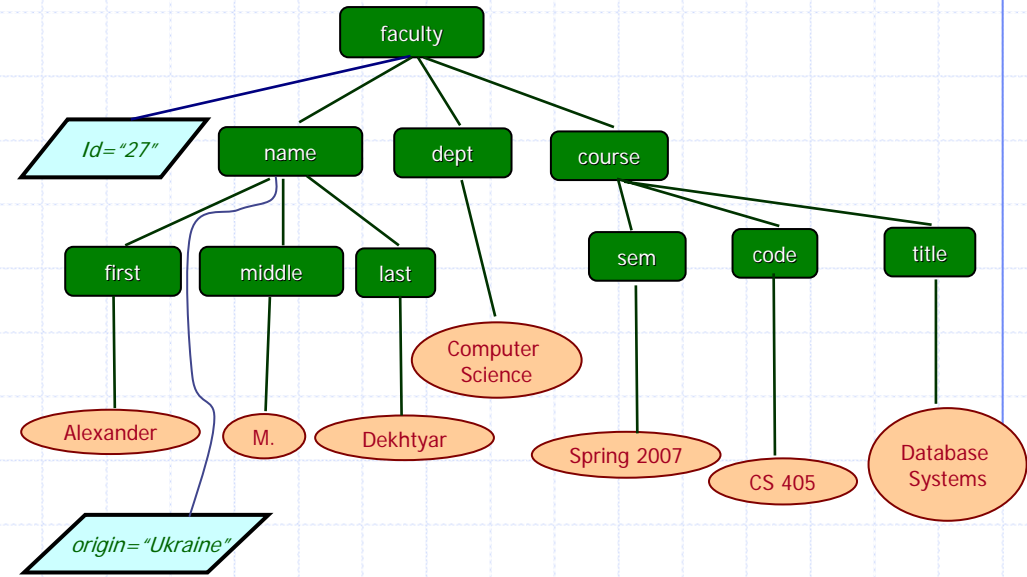 faculty
Id=“27”
name
dept
course
first
middle
last
sem
code
title
Computer
Science
Alexander
M.
Dekhtyar
Spring 2007
CS 405
Database
Systems
origin=“Ukraine”